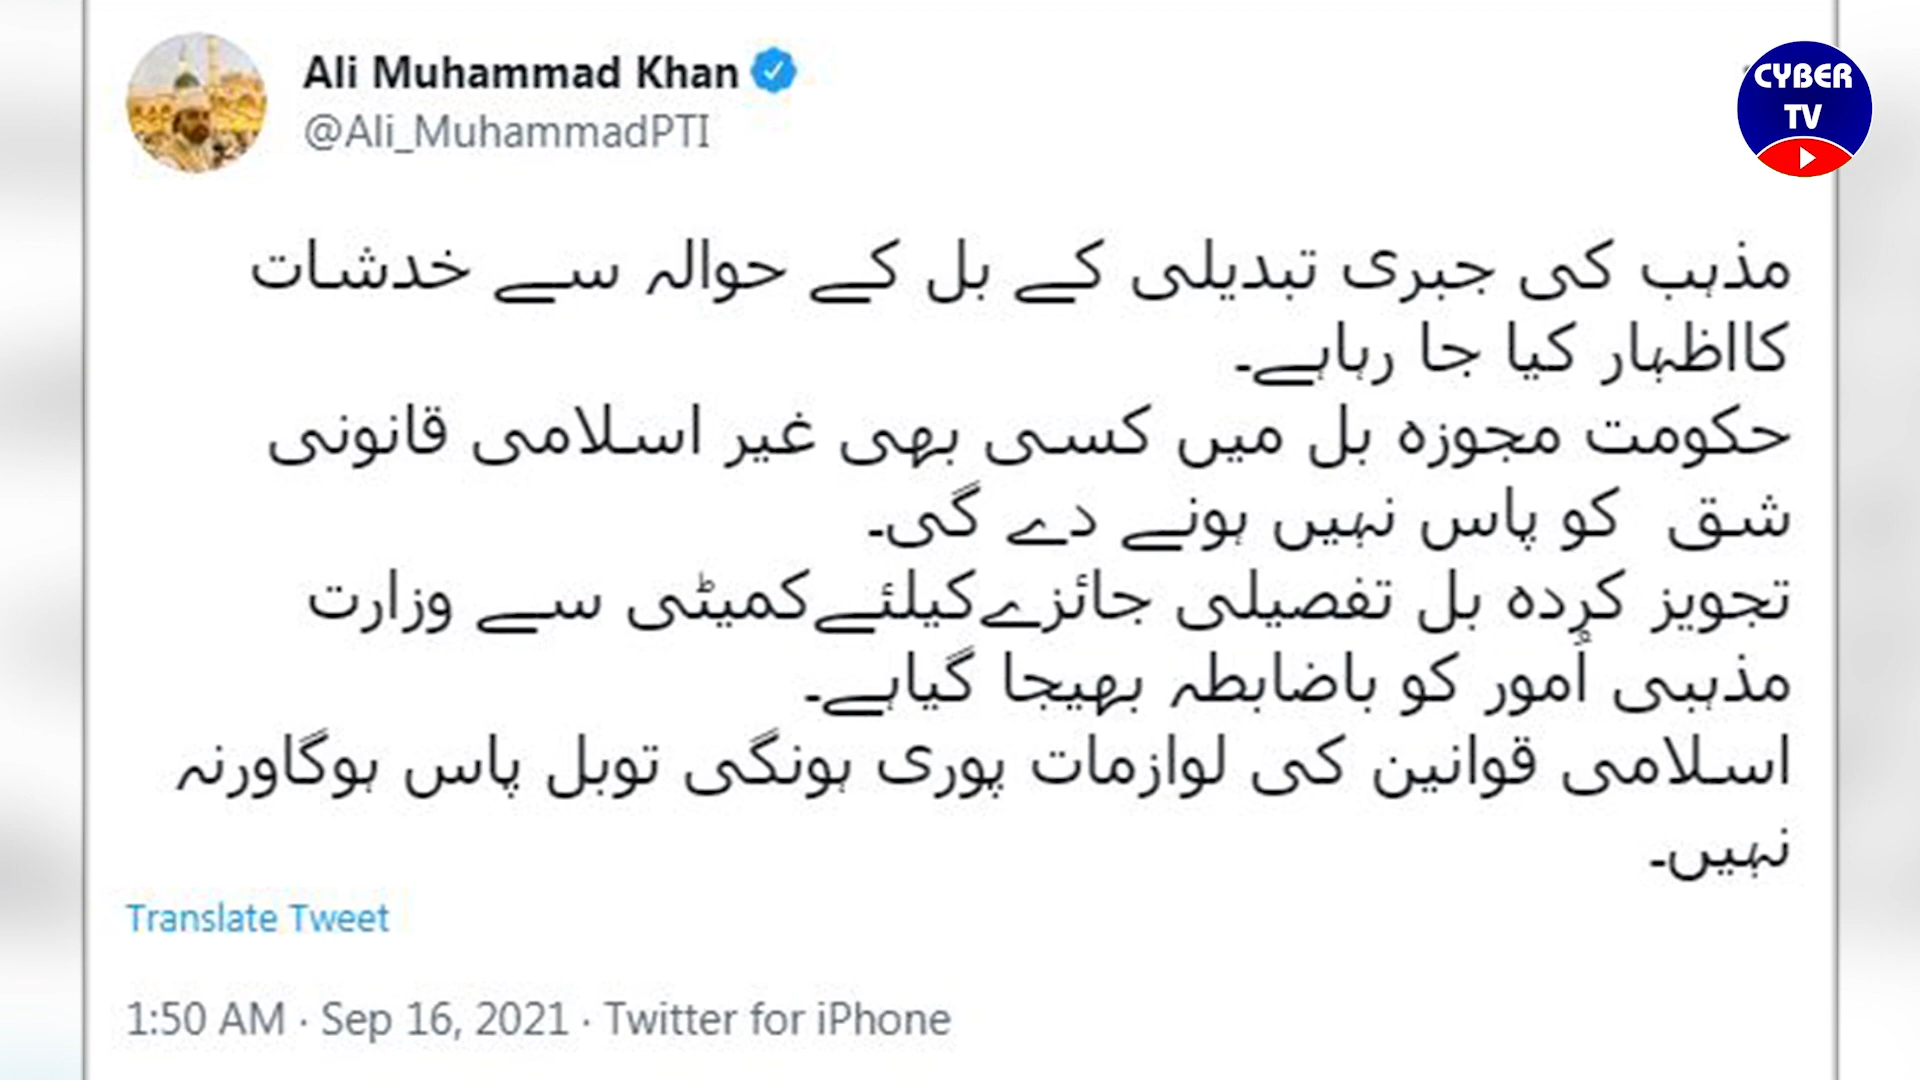 Ali Muhammad Khan
@Ali_MuhammadPTI
CYBER
TV
مذہب کی جبری تبدیلی کے بل کے حوالہ سے خدشات
کااظہار کیا جا رہاہے۔
حکومت مجوزہ بل میں کسی بھی غیر اسلامی قانونی
شق  کو پاس نہیں ہونے دے گی۔
تجویز کردہ بل تفصیلی جائزےکیلئےکمیٹی سے وزارت
مذہبی اُمور کو باضابطہ بھیجا گیاہے۔
اسلامی قوانین کی لوازمات پوری ہونگی توبل پاس ہوگاورنہ
نہیں۔
Translate Tweet
1:50 AM · Sep 16, 2021 · Twitter for iPhone